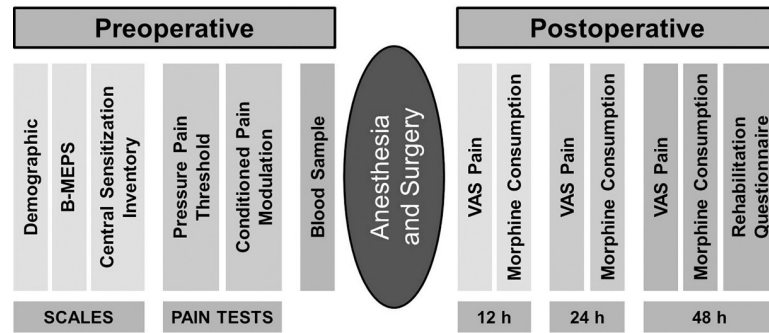 Preoperative
Postoperative
Demographic
B-MEPS
Central Sensitization
Inventory
Pressure Pain
Threshold
Conditioned Pain
Modulation
Blood Sample
Anesthesia
and Surgery
VAS Pain
Morphine Consumption
VAS Pain
Morphine Consumption
VAS Pain
Morphine Consumption
Rehabilitation
Questionnaire
SCALES
PAIN TESTS
12 h
24 h
48 h